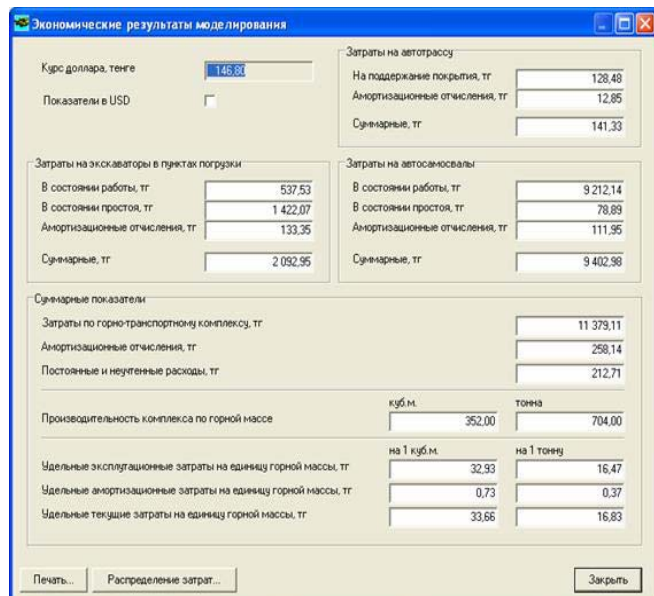 Экономические результаты моделирования
Курс доллара, тенге 146,80
Показатели в USD
Затраты на автотрассу
На поддержание покрытия, тг 128,48
Амортизационные отчисления, тг 12,85
Суммарные, тг 141,33
Затраты на экскаваторы в пунктах погрузки
В состоянии работы, тг 537,53
В состоянии простоя, тг 1 422,07
Амортизационные отчисления, тг 133,35
Суммарные, тг 2 092,95
Затраты на автосамосвалы
В состоянии работы, тг 9 212,14
В состоянии простоя, тг 78,89
Амортизационные отчисления, тг 111,95
Суммарные, тг 9 402,98
Суммарные показатели
Затраты по горно-транспортному комплексу, тг 11 379,11
Амортизационные отчисления, тг 258,14
Постоянные и неучтенные расходы, тг 212,71
куб.м. тонна
Производительность комплекса по горной массе 352,00 704,00
на 1 куб.м. на 1 тонну
Удельные эксплутационные затраты на единицу горной массы, тг 32,93 16,47
Удельные амортизационные затраты на единицу горной массы, тг 0,73 0,37
Удельные текущие затраты на единицу горной массы, тг 33,66 16,83
Печать... Распределение затрат... Закрыть